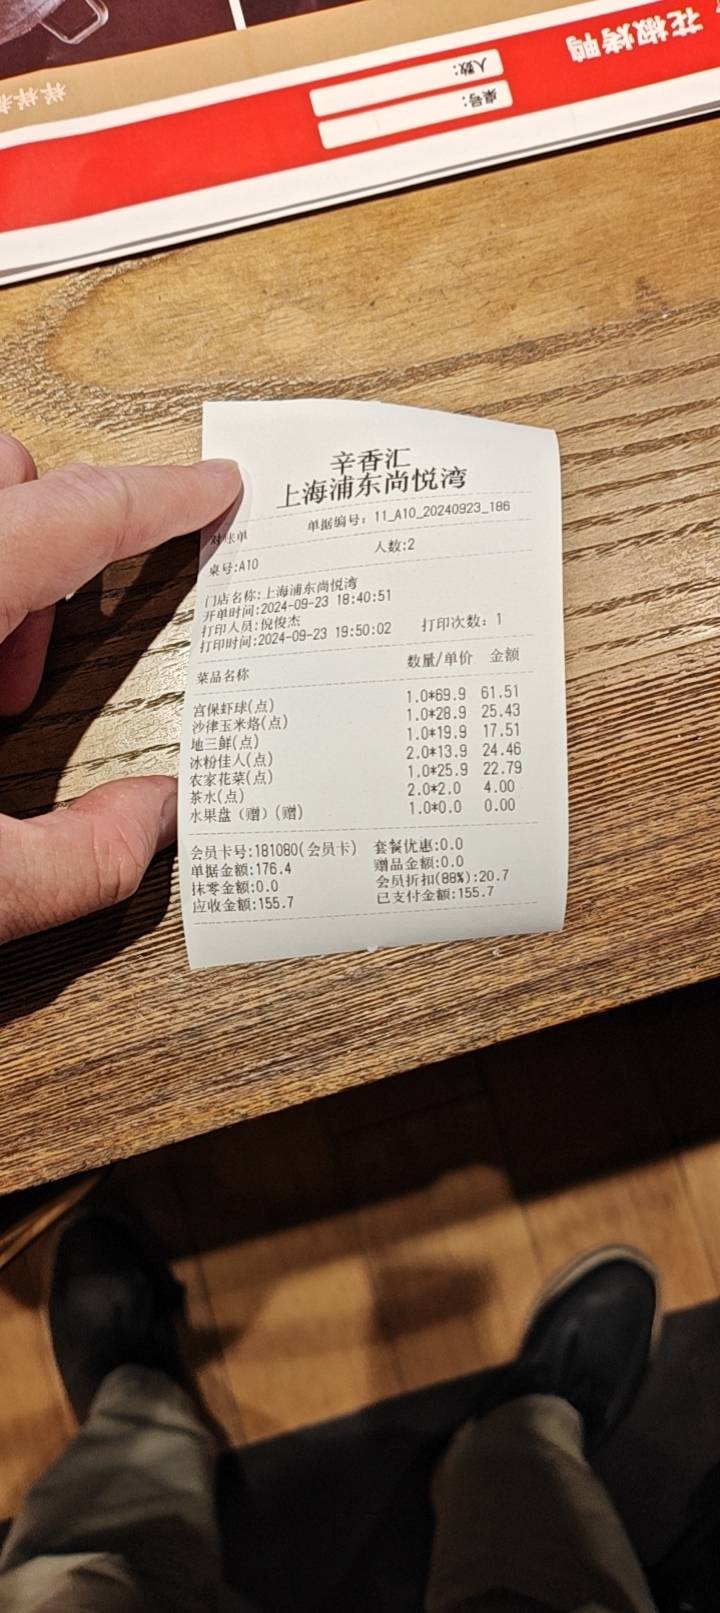 花椒烤鸭
人数:
桌号:
辛香汇
上海浦东尚悦湾
对账单 单据编号: 11_A10_20240923_186
桌号:A10 人数:2
门店名称:上海浦东尚悦湾
开单时间:2024-09-23 18:40:51
打印人员:倪俊杰
打印时间:2024-09-23 19:50:02 打印次数: 1
菜品名称 数量/单价 金额
宫保虾球(点) 1.0*69.9 61.51
沙律玉米烙(点) 1.0*28.9 25.43
地三鲜(点) 1.0*19.9 17.51
冰粉佳人(点) 2.0*13.9 24.46
农家花菜(点) 1.0*25.9 22.79
茶水(点) 2.0*2.0 4.00
水果盘（赠）(赠) 1.0*0.0 0.00
会员卡号:181080(会员卡) 套餐优惠:0.0
单据金额:176.4 赠品金额:0.0
抹零金额:0.0 会员折扣(88%):20.7
应收金额:155.7 已支付金额:155.7